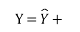 Y = Ŷ +